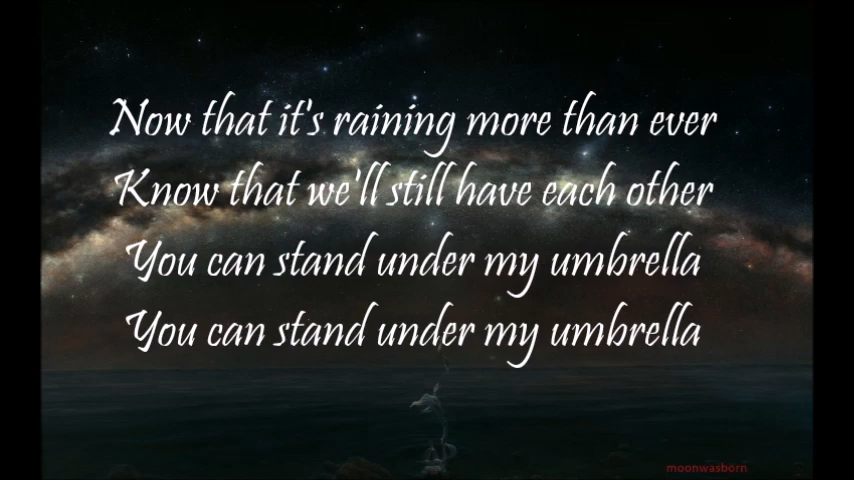 Now that it's raining more than ever
Know that we'll still have each other
You can stand under my umbrella
You can stand under my umbrella
moonwasborn